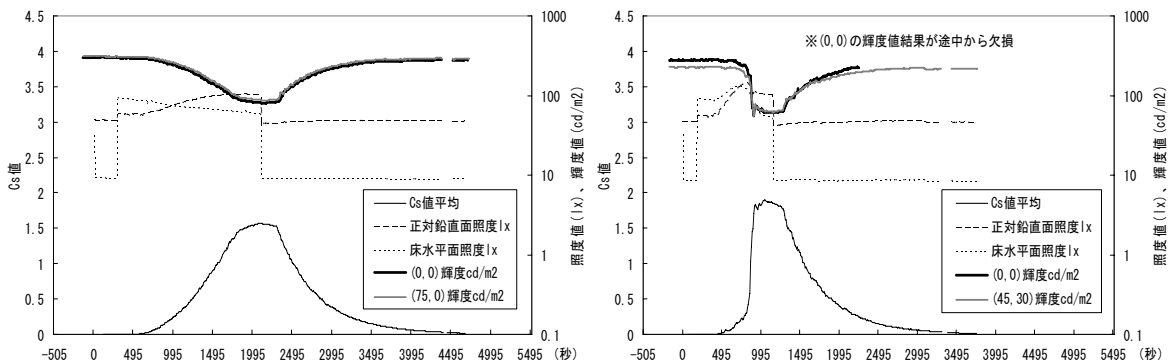 4.5
4
3.5
3
2.5
2
1.5
1
0.5
0
Cs値
1000
100
10
1
0.1
照度値(lx)、輝度値(cd/m2)
Cs値平均
正対鉛直面照度lx
床水平面照度lx
(0,0)輝度cd/m2
(75,0)輝度cd/m2
-505 0 495 995 1495 1995 2495 2995 3495 3995 4495 4995 5495 (秒)
4.5
4
3.5
3
2.5
2
1.5
1
0.5
0
Cs値
※(0,0)の輝度値結果が途中から欠損
1000
100
10
1
0.1
照度値(lx)、輝度値(cd/m2)
Cs値平均
正対鉛直面照度lx
床水平面照度lx
(0,0)輝度cd/m2
(45,30)輝度cd/m2
-505 0 495 995 1495 1995 2495 2995 3495 3995 4495 4995 5495 (秒)